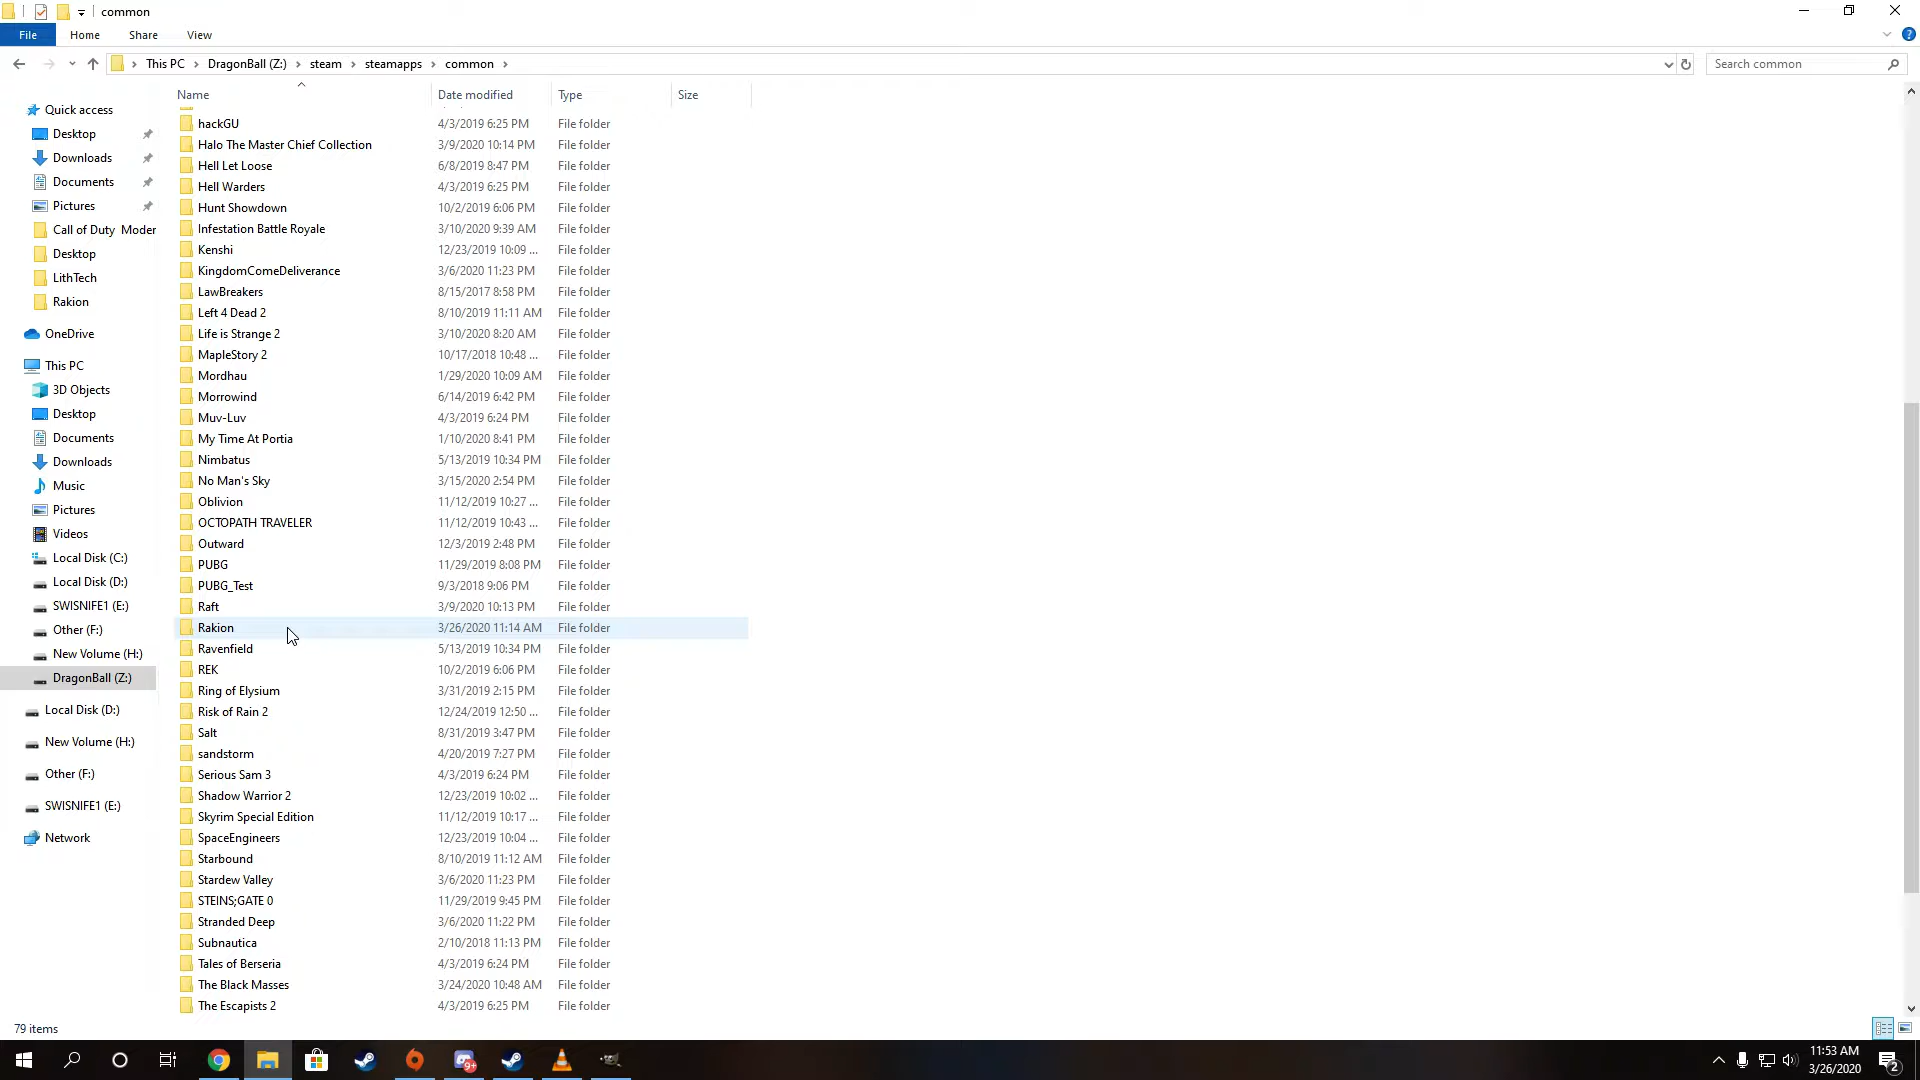 common
File Home Share View
This PC DragonBall (Z:) steam steamapps common
Search common
Name Date modified Type Size
Quick access
Desktop
Downloads
Documents
Pictures
Call of Duty Moder
Desktop
LithTech
Rakion
OneDrive
This PC
3D Objects
Desktop
Documents
Downloads
Music
Pictures
Videos
Local Disk (C:)
Local Disk (D:)
SWISNIFE1 (E:)
Other (F:)
New Volume (H:)
DragonBall (Z:)
Local Disk (D:)
New Volume (H:)
Other (F:)
SWISNIFE1 (E:)
Network
hackGU 4/3/2019 6:25 PM File folder
Halo The Master Chief Collection 3/9/2020 10:14 PM File folder
Hell Let Loose 6/8/2019 8:47 PM File folder
Hell Warders 4/3/2019 6:25 PM File folder
Hunt Showdown 10/2/2019 6:06 PM File folder
Infestation Battle Royale 3/10/2020 9:39 AM File folder
Kenshi 12/23/2019 10:09 ... File folder
KingdomComeDeliverance 3/6/2020 11:23 PM File folder
LawBreakers 8/15/2017 8:58 PM File folder
Left 4 Dead 2 8/10/2019 11:11 AM File folder
Life is Strange 2 3/10/2020 8:20 AM File folder
MapleStory 2 10/17/2018 10:48 ... File folder
Mordhau 1/29/2020 10:09 AM File folder
Morrowind 6/14/2019 6:42 PM File folder
Muv-Luv 4/3/2019 6:24 PM File folder
My Time At Portia 1/10/2020 8:41 PM File folder
Nimbatus 5/13/2019 10:34 PM File folder
No Man's Sky 3/15/2020 2:54 PM File folder
Oblivion 11/12/2019 10:27 ... File folder
OCTOPATH TRAVELER 11/12/2019 10:43 ... File folder
Outward 12/3/2019 2:48 PM File folder
PUBG 11/29/2019 8:08 PM File folder
PUBG_Test 9/3/2018 9:06 PM File folder
Raft 3/9/2020 10:13 PM File folder
Rakion 3/26/2020 11:14 AM File folder
Ravenfield 5/13/2019 10:34 PM File folder
REK 10/2/2019 6:06 PM File folder
Ring of Elysium 3/31/2019 2:15 PM File folder
Risk of Rain 2 12/24/2019 12:50 ... File folder
Salt 8/31/2019 3:47 PM File folder
sandstorm 4/20/2019 7:27 PM File folder
Serious Sam 3 4/3/2019 6:24 PM File folder
Shadow Warrior 2 12/23/2019 10:02 ... File folder
Skyrim Special Edition 11/12/2019 10:17 ... File folder
SpaceEngineers 12/23/2019 10:04 ... File folder
Starbound 8/10/2019 11:12 AM File folder
Stardew Valley 3/6/2020 11:23 PM File folder
STEINS;GATE 0 11/29/2019 9:45 PM File folder
Stranded Deep 3/6/2020 11:22 PM File folder
Subnautica 2/10/2018 11:13 PM File folder
Tales of Berseria 4/3/2019 6:24 PM File folder
The Black Masses 3/24/2020 10:48 AM File folder
The Escapists 2 4/3/2019 6:25 PM File folder
79 items
9+
11:53 AM
3/26/2020
2